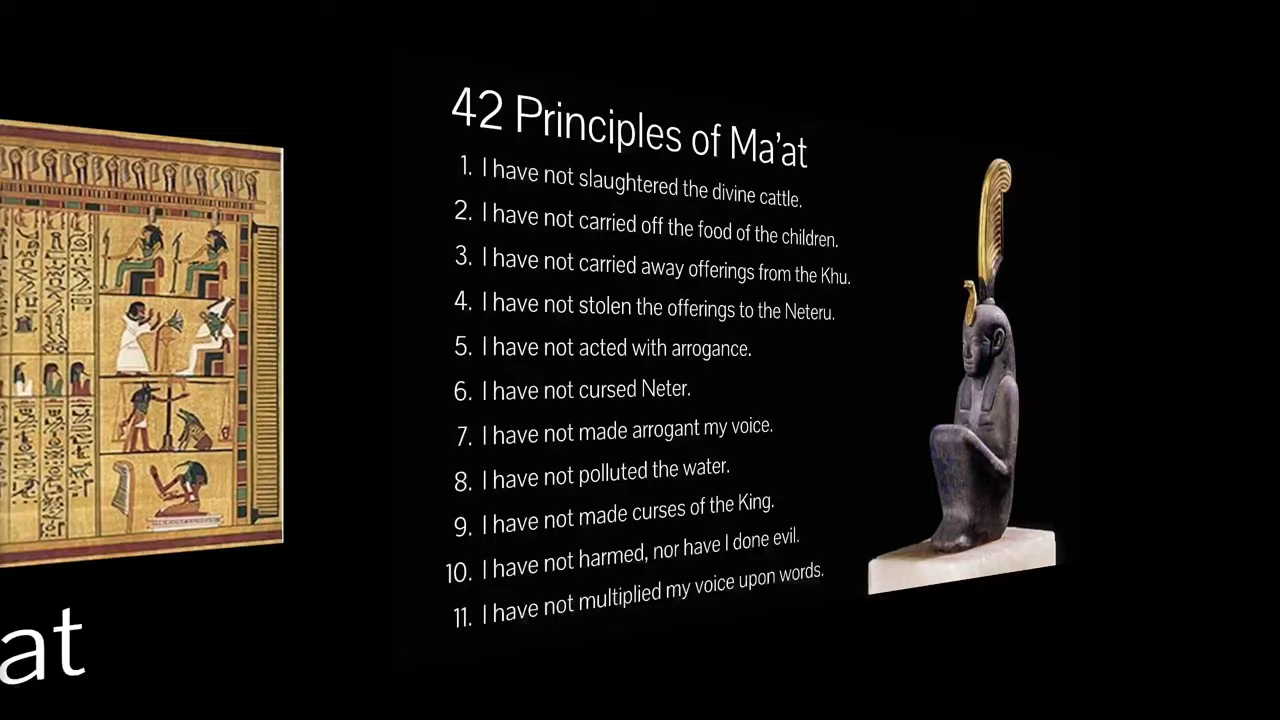 42 Principles of Ma'at
1. I have not slaughtered the divine cattle.
2. I have not carried off the food of the children.
3. I have not carried away offerings from the Khu.
4. I have not stolen the offerings to the Neteru.
5. I have not acted with arrogance.
6. I have not cursed Neter.
7. I have not made arrogant my voice.
8. I have not polluted the water.
9. I have not made curses of the King.
10. I have not harmed, nor have I done evil.
11. I have not multiplied my voice upon words.
at